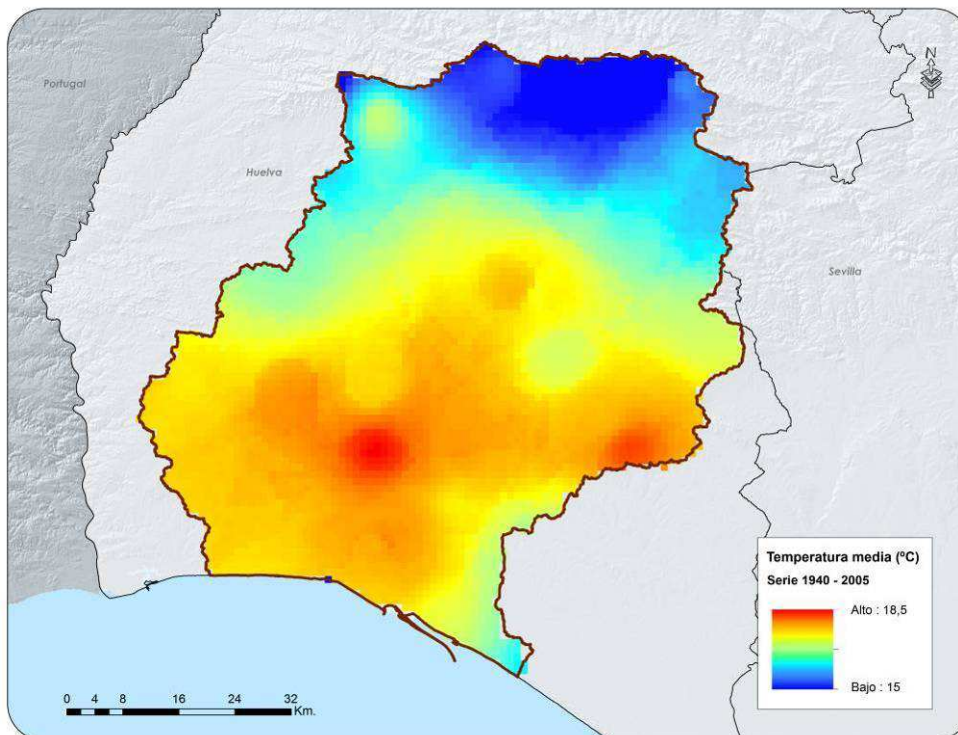 N
Portugal
Huelva
Sevilla
Temperatura media (ºC)
Serie 1940 - 2005
Alto : 18,5
Bajo : 15
0 4 8 16 24 32
Km.